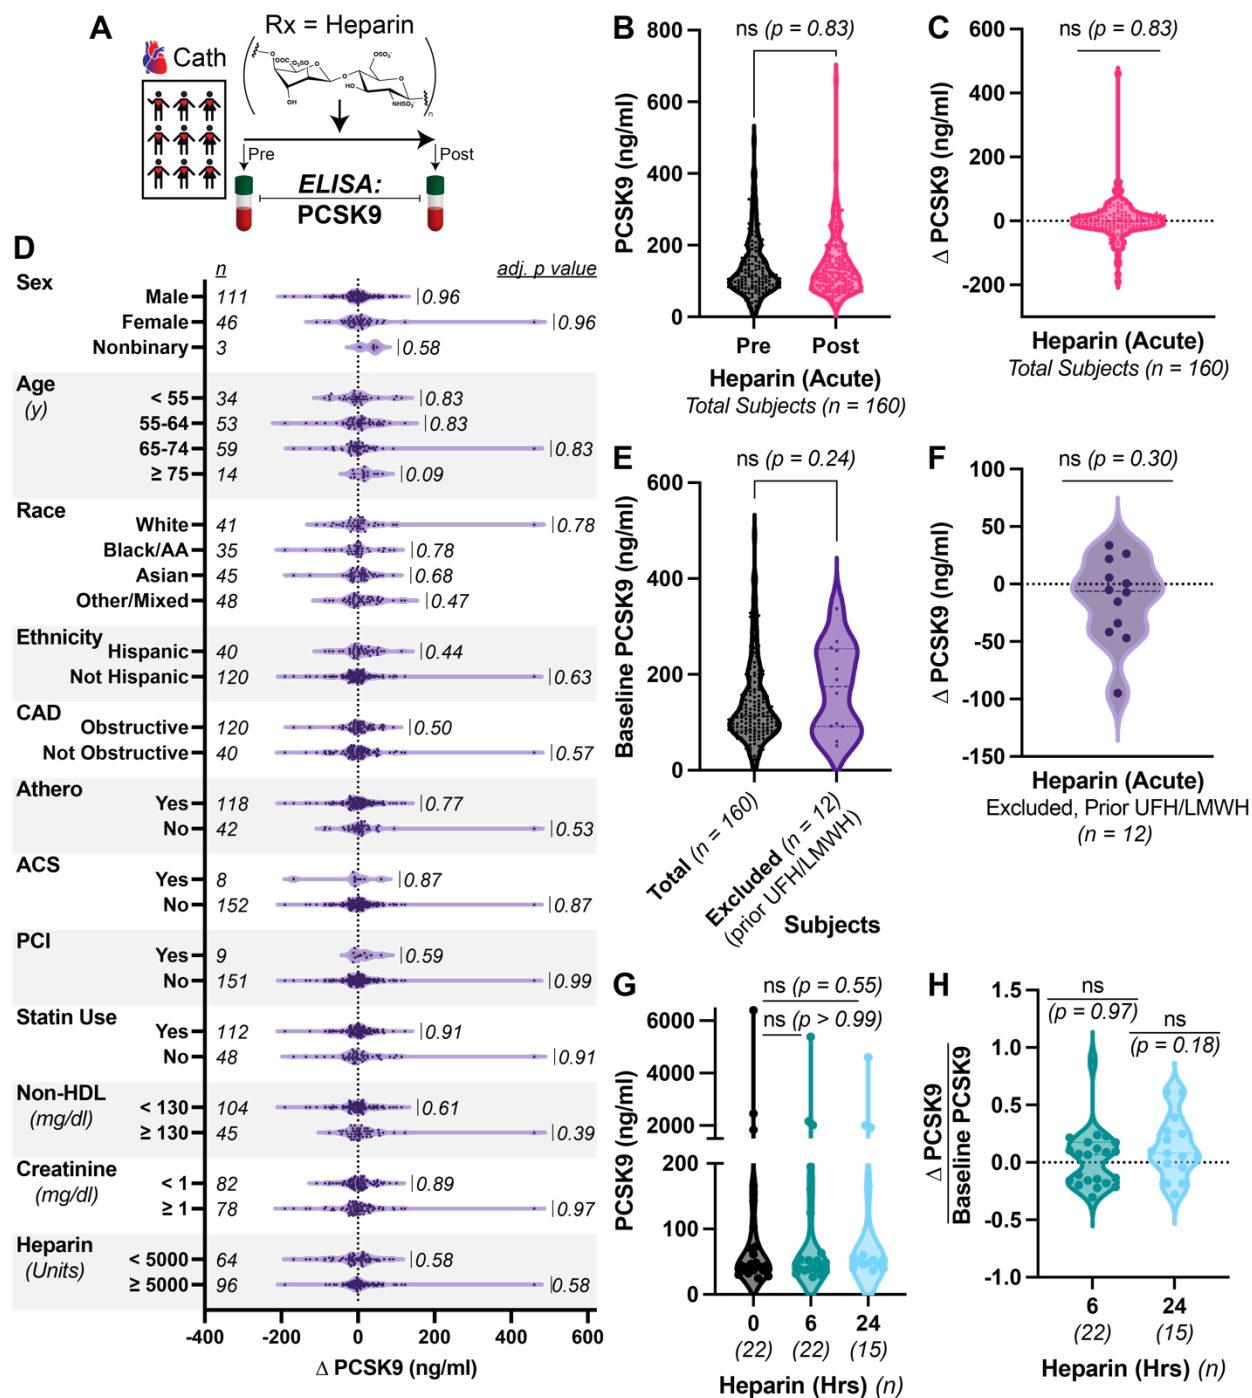 A
Cath
Rx = Heparin
OSO₃⁻
OH
HO
NHSO₃⁻
n
Pre
Post
ELISA:
PCSK9
B
ns (p = 0.83)
PCSK9 (ng/ml)
800
600
400
200
0
Pre Post
Heparin (Acute)
Total Subjects (n = 160)
C
ns (p = 0.83)
Δ PCSK9 (ng/ml)
600
400
200
0
-200
Heparin (Acute)
Total Subjects (n = 160)
D
n adj. p value
Sex
Male 111 0.96
Female 46 0.96
Nonbinary 3 0.58
Age
(y)
< 55 34 0.83
55-64 53 0.83
65-74 59 0.83
≥ 75 14 0.09
Race
White 41 0.78
Black/AA 35 0.78
Asian 45 0.68
Other/Mixed 48 0.47
Ethnicity
Hispanic 40 0.44
Not Hispanic 120 0.63
CAD
Obstructive 120 0.50
Not Obstructive 40 0.57
Athero
Yes 118 0.77
No 42 0.53
ACS
Yes 8 0.87
No 152 0.87
PCI
Yes 9 0.59
No 151 0.99
Statin Use
Yes 112 0.91
No 48 0.91
Non-HDL
(mg/dl)
< 130 104 0.61
≥ 130 45 0.39
Creatinine
(mg/dl)
< 1 82 0.89
≥ 1 78 0.97
Heparin
(Units)
< 5000 64 0.58
≥ 5000 96 0.58
-400 -200 0 200 400 600
Δ PCSK9 (ng/ml)
E
ns (p = 0.24)
Baseline PCSK9 (ng/ml)
600
400
200
0
Total (n = 160)
Excluded (n = 12)
(prior UFH/LMWH)
Subjects
F
ns (p = 0.30)
Δ PCSK9 (ng/ml)
100
50
0
-50
-100
-150
Heparin (Acute)
Excluded, Prior UFH/LMWH
(n = 12)
G
ns (p = 0.55)
ns (p > 0.99)
PCSK9 (ng/ml)
6000
4000
2000
200
100
0
0 6 24
(22) (22) (15)
Heparin (Hrs) (n)
H
ns
(p = 0.97)
ns
(p = 0.18)
Δ PCSK9
Baseline PCSK9
1.5
1.0
0.5
0.0
-0.5
-1.0
6 24
(22) (15)
Heparin (Hrs) (n)